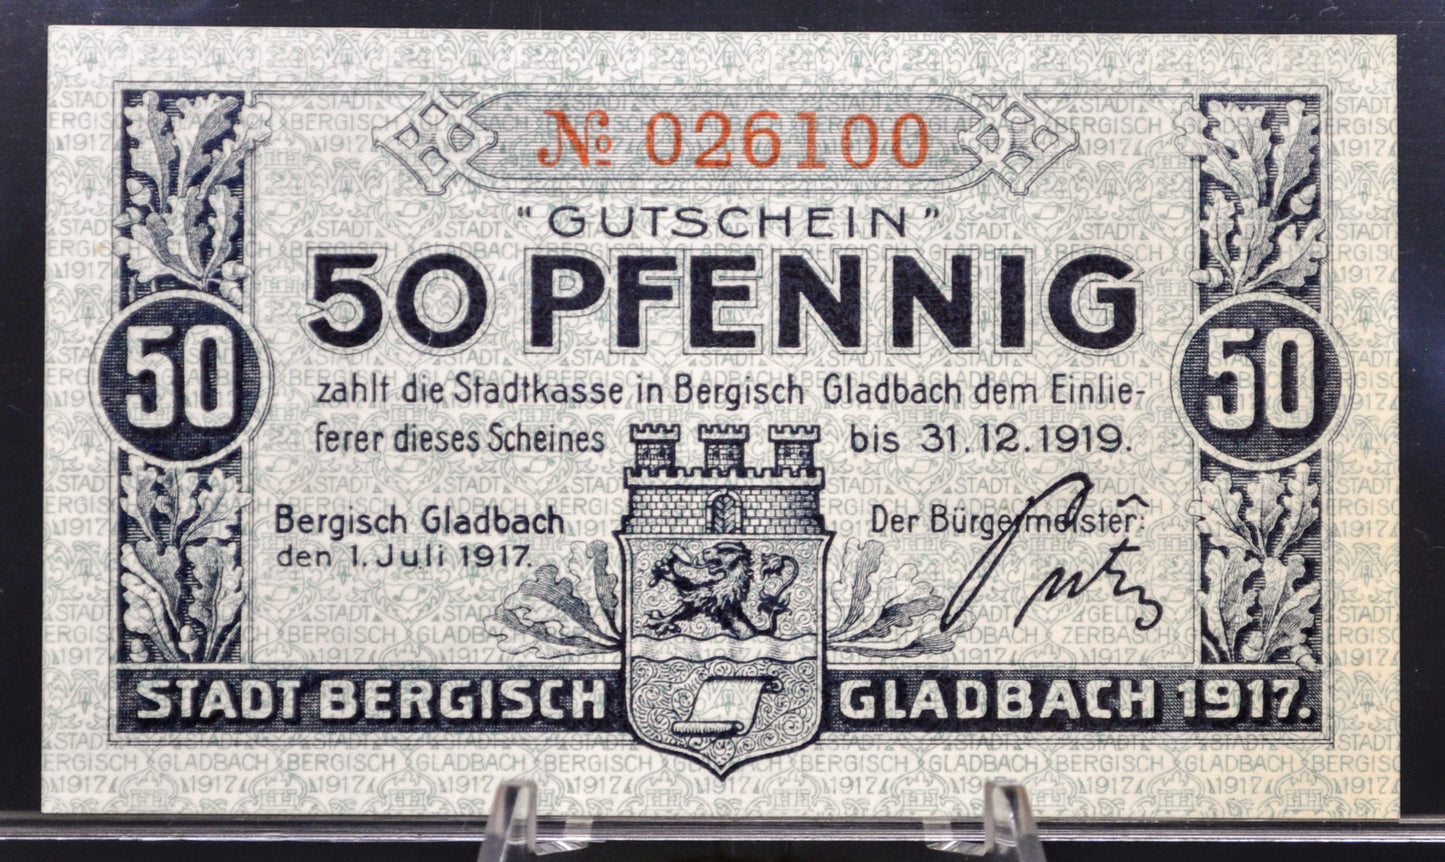 № 026100
"GUTSCHEIN"
50 PFENNIG
50
50
zahlt die Stadtkasse in Bergisch Gladbach dem Einlie-
ferer dieses Scheines bis 31.12.1919.
Bergisch Gladbach
den 1. Juli 1917.
Der Bürgermeister:
STADT BERGISCH GLADBACH 1917.